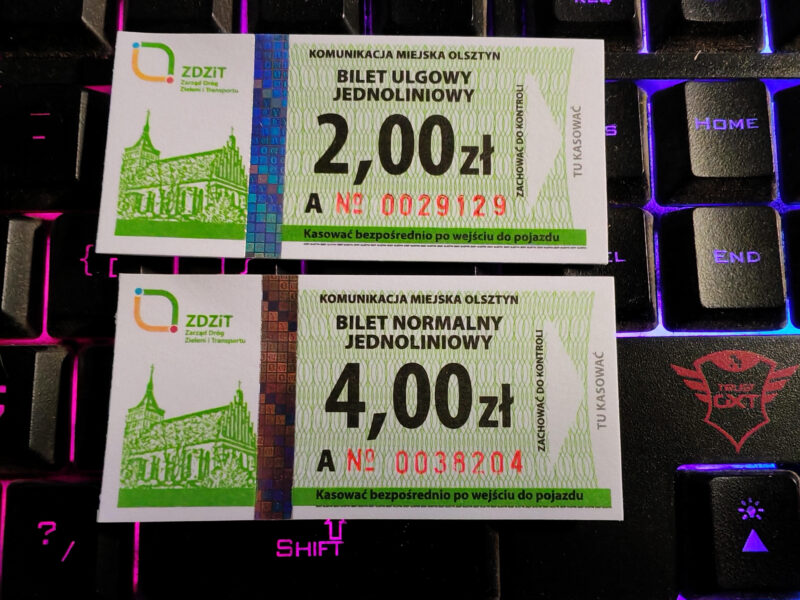 ZDZiT
Zarząd Dróg
Zieleni i Transportu
KOMUNIKACJA MIEJSKA OLSZTYN
BILET ULGOWY
JEDNOLINIOWY
2,00zł
A № 0029129
Kasować bezpośrednio po wejściu do pojazdu
ZACHOWAĆ DO KONTROLI
TU KASOWAĆ
ZDZiT
Zarząd Dróg
Zieleni i Transportu
KOMUNIKACJA MIEJSKA OLSZTYN
BILET NORMALNY
JEDNOLINIOWY
4,00zł
A № 0038204
Kasować bezpośrednio po wejściu do pojazdu
ZACHOWAĆ DO KONTROLI
TU KASOWAĆ
HOME
END
TRUST
GXT
{ [
? /
SHIFT